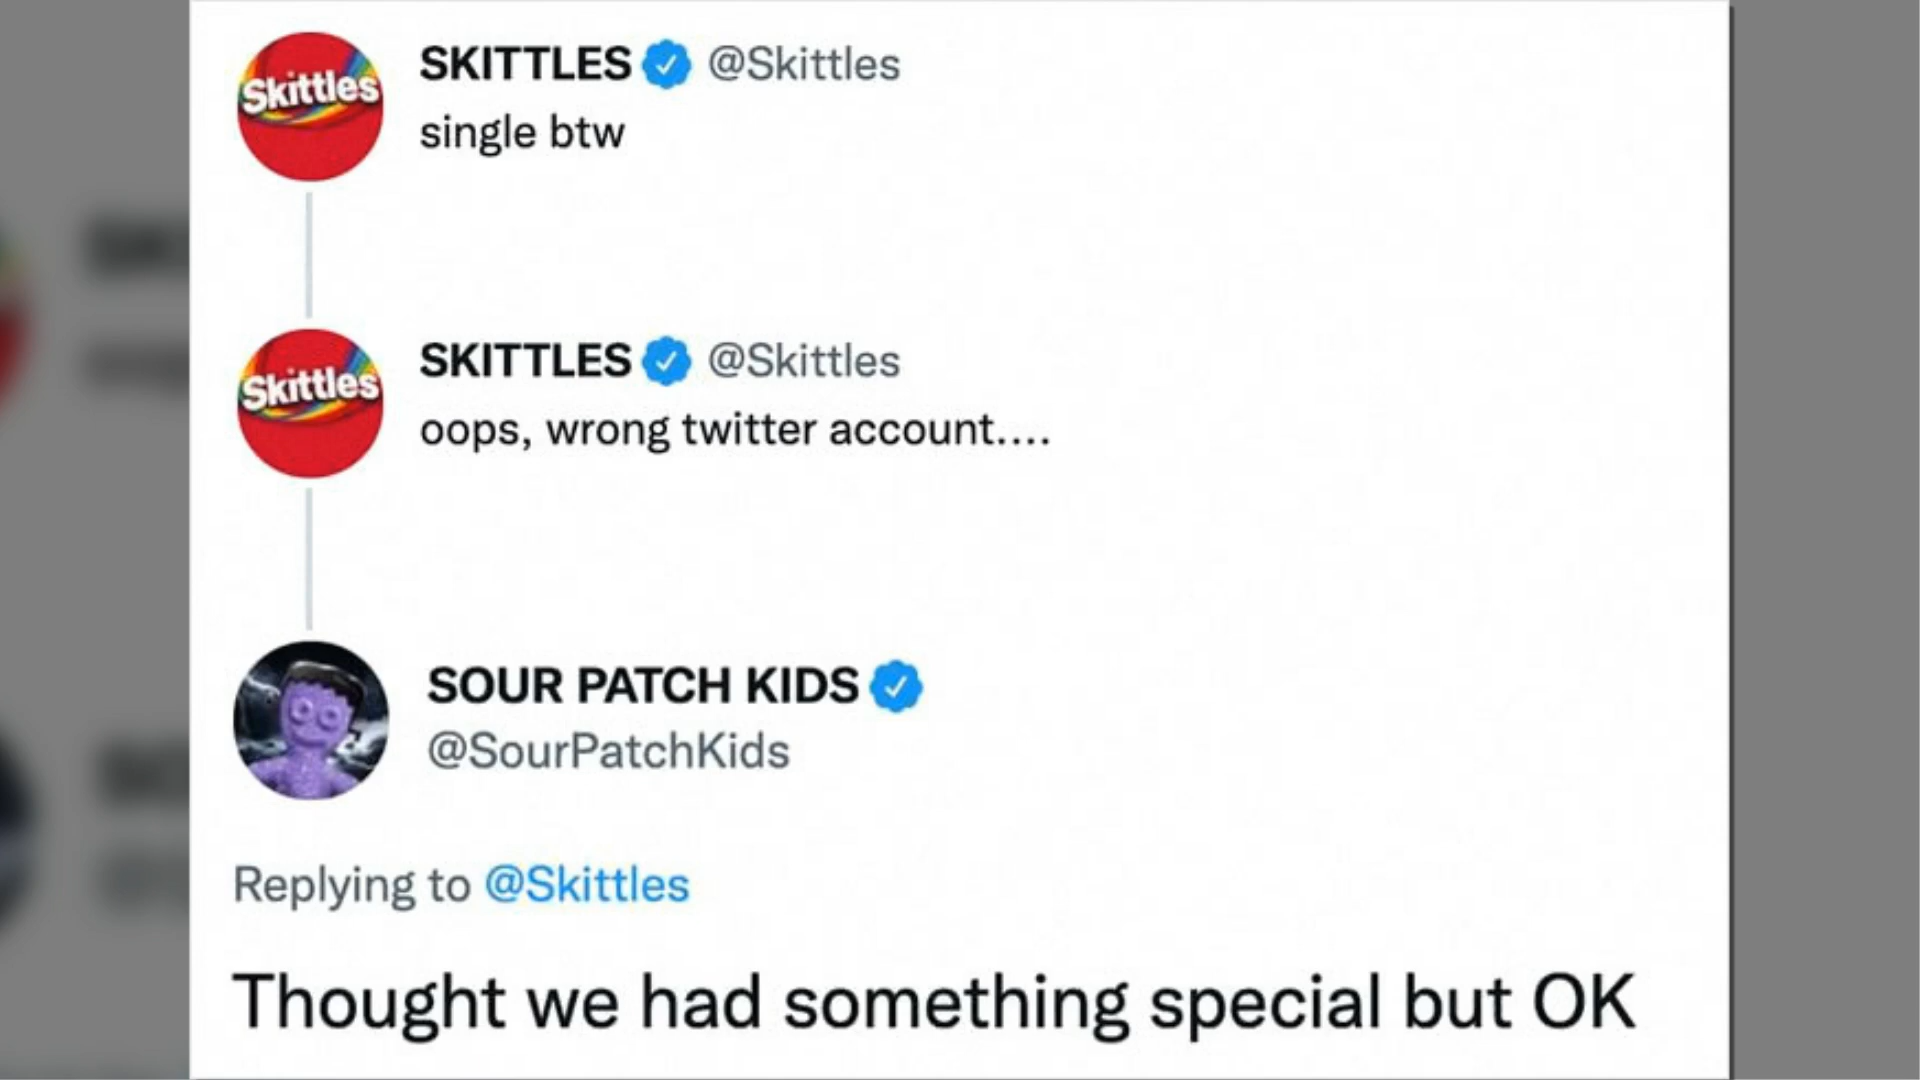 Skittles
SKITTLES @Skittles
single btw
Skittles
SKITTLES @Skittles
oops, wrong twitter account....
SOUR PATCH KIDS
@SourPatchKids
Replying to @Skittles
Thought we had something special but OK